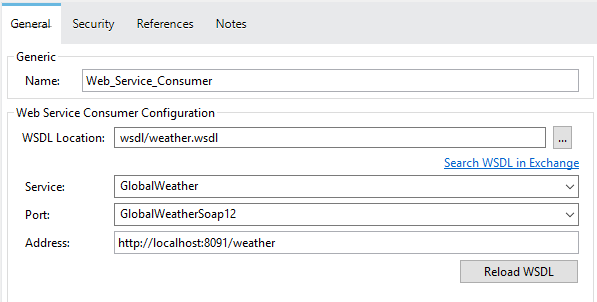 General Security References Notes
Generic
Name: Web_Service_Consumer
Web Service Consumer Configuration
WSDL Location: wsdl/weather.wsdl ...
Search WSDL in Exchange
Service: GlobalWeather
Port: GlobalWeatherSoap12
Address: http://localhost:8091/weather
Reload WSDL